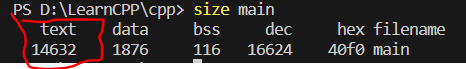 PS D:\LearnCPP\cpp> size main
text data bss dec hex filename
14632 1876 116 16624 40f0 main